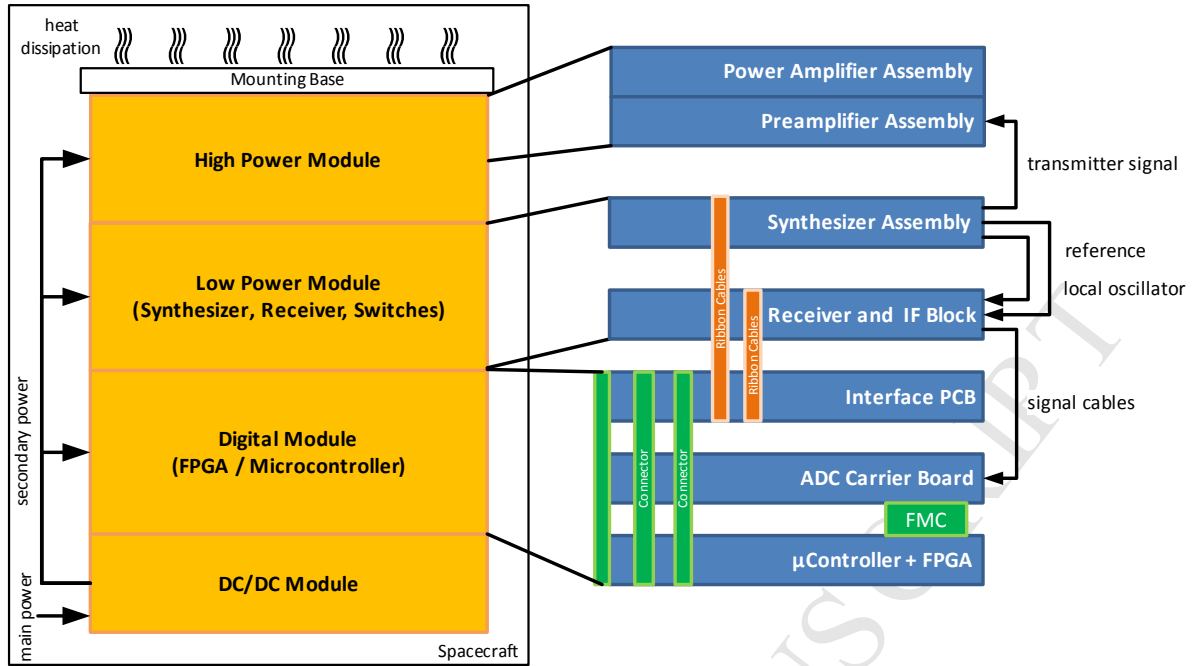 heat
dissipation
Mounting Base
High Power Module
Low Power Module
(Synthesizer, Receiver, Switches)
Digital Module
(FPGA / Microcontroller)
DC/DC Module
secondary power
main power
Spacecraft
Power Amplifier Assembly
Preamplifier Assembly
transmitter signal
Synthesizer Assembly
reference
local oscillator
Receiver and IF Block
Ribbon Cables
Ribbon Cables
Interface PCB
signal cables
ADC Carrier Board
Connector
Connector
FMC
µController + FPGA
USCRIPT